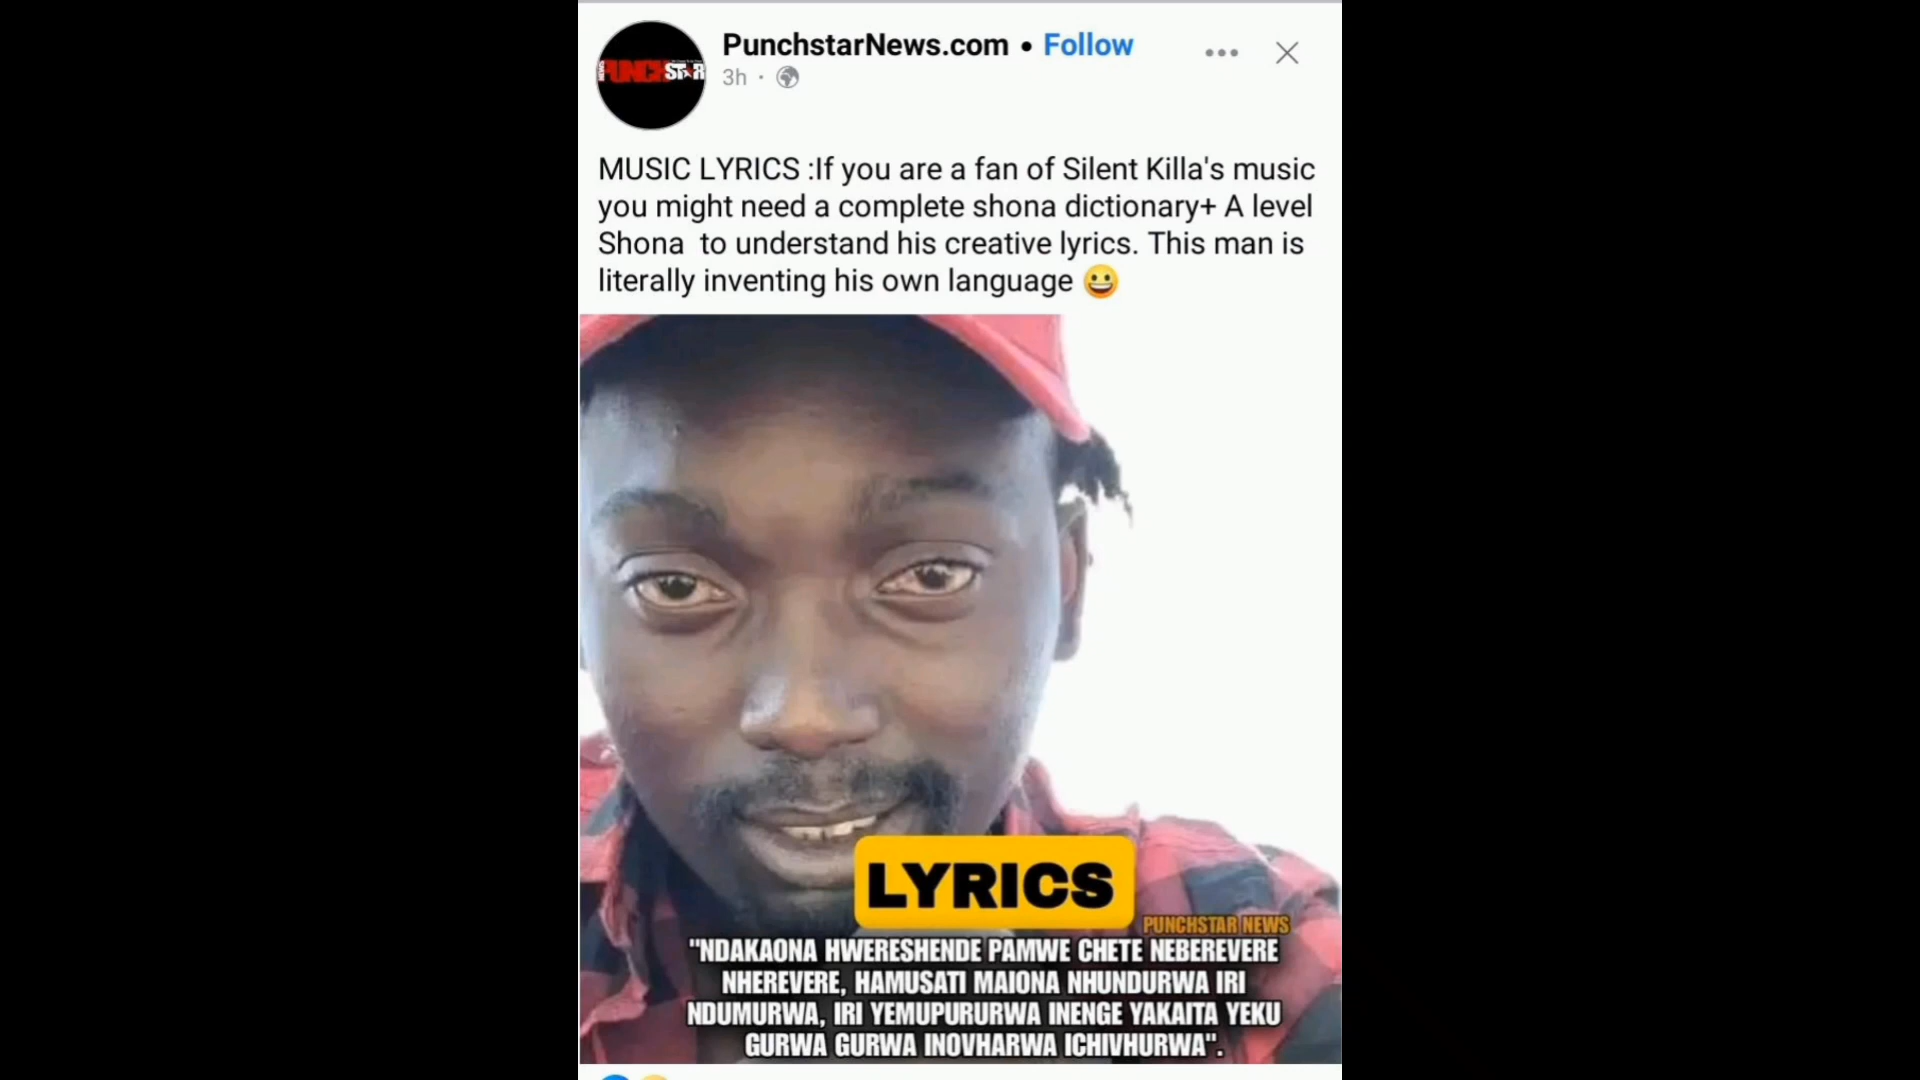 NEWS PUNCH STAR
PunchstarNews.com • Follow
3h ·
MUSIC LYRICS :If you are a fan of Silent Killa's music
you might need a complete shona dictionary+ A level
Shona  to understand his creative lyrics. This man is
literally inventing his own language 😀
LYRICS
PUNCHSTAR NEWS
"NDAKAONA HWERESHENDE PAMWE CHETE NEBEREVERE
NHEREVERE, HAMUSATI MAIONA NHUNDURWA IRI
NDUMURWA, IRI YEMUPURURWA INENGE YAKAITA YEKU
GURWA GURWA INOVHARWA ICHIVHURWA".